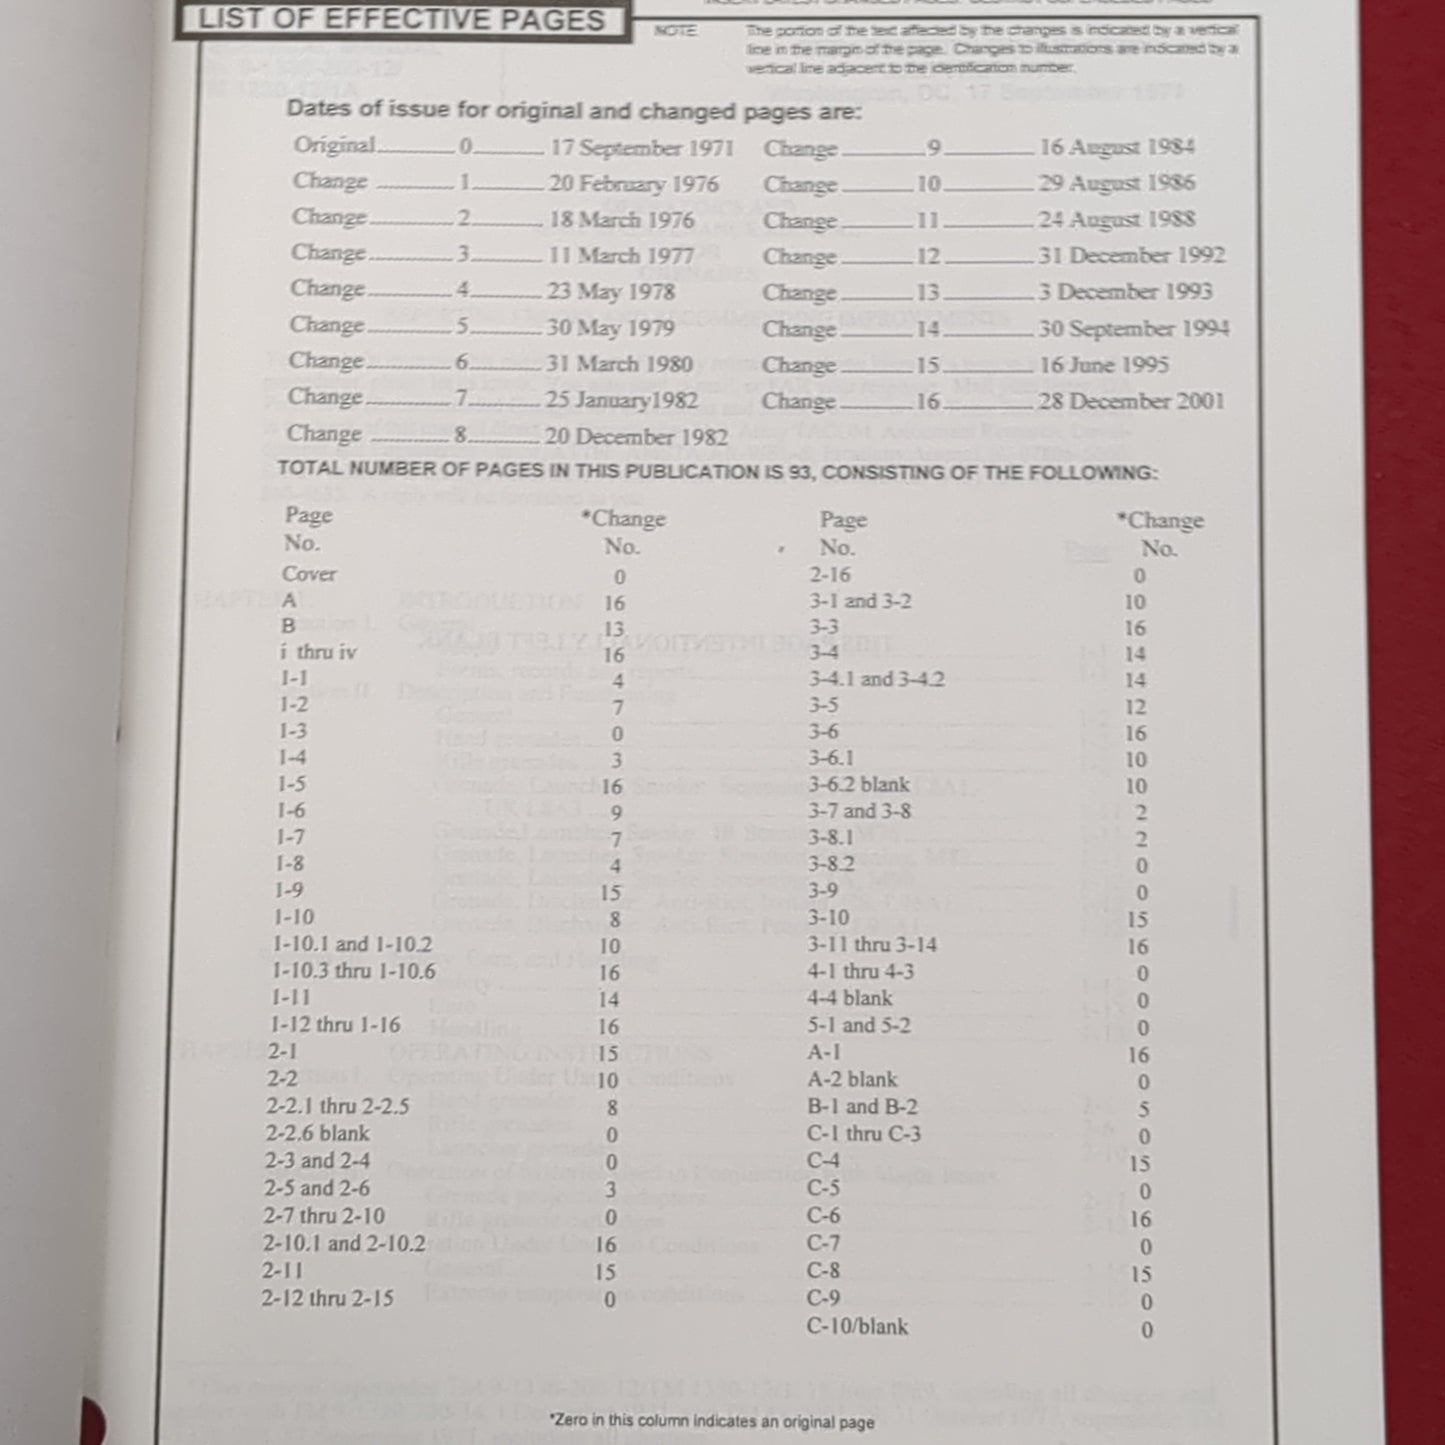 LIST OF EFFECTIVE PAGES
NOTE
The portion of the text affected by the changes is indicated by a vertical
line in the margin of the page. Changes to illustrations are indicated by a
vertical line adjacent to the identification number.
Dates of issue for original and changed pages are:
Original 0 17 September 1971 Change 9 16 August 1984
Change 1 20 February 1976 Change 10 29 August 1986
Change 2 18 March 1976 Change 11 24 August 1988
Change 3 11 March 1977 Change 12 31 December 1992
Change 4 23 May 1978 Change 13 3 December 1993
Change 5 30 May 1979 Change 14 30 September 1994
Change 6 31 March 1980 Change 15 16 June 1995
Change 7 25 January1982 Change 16 28 December 2001
Change 8 20 December 1982
TOTAL NUMBER OF PAGES IN THIS PUBLICATION IS 93, CONSISTING OF THE FOLLOWING:
Page *Change Page *Change
No. No. No. No.
Cover 0 2-16 0
A 16 3-1 and 3-2 10
B 13 3-3 16
i thru iv 16 3-4 14
1-1 4 3-4.1 and 3-4.2 14
1-2 7 3-5 12
1-3 0 3-6 16
1-4 3 3-6.1 10
1-5 16 3-6.2 blank 10
1-6 9 3-7 and 3-8 2
1-7 7 3-8.1 2
1-8 4 3-8.2 0
1-9 15 3-9 0
1-10 8 3-10 15
1-10.1 and 1-10.2 10 3-11 thru 3-14 16
1-10.3 thru 1-10.6 16 4-1 thru 4-3 0
1-11 14 4-4 blank 0
1-12 thru 1-16 16 5-1 and 5-2 0
2-1 15 A-1 16
2-2 10 A-2 blank 0
2-2.1 thru 2-2.5 8 B-1 and B-2 5
2-2.6 blank 0 C-1 thru C-3 0
2-3 and 2-4 0 C-4 15
2-5 and 2-6 3 C-5 0
2-7 thru 2-10 0 C-6 16
2-10.1 and 2-10.2 16 C-7 0
2-11 15 C-8 15
2-12 thru 2-15 0 C-9 0
C-10/blank 0
*Zero in this column indicates an original page